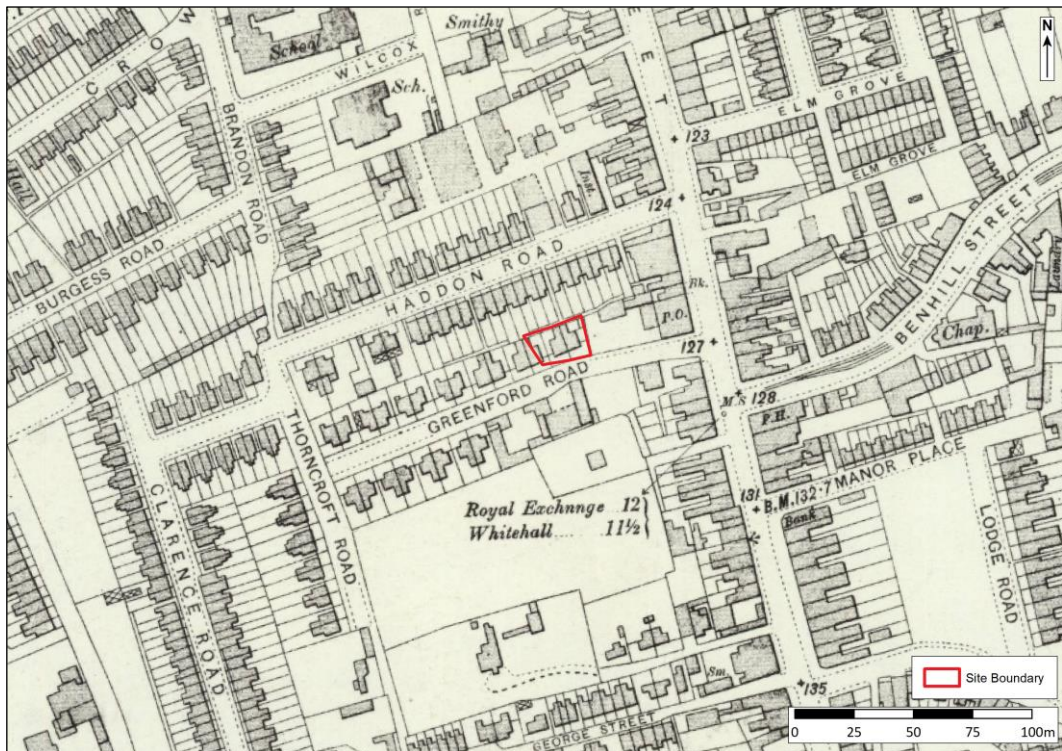 N
School
Smithy
WILCOX
Sch.
CRO
BRANDON
ROAD
ELM GROVE
ELM GROVE
123
Inst.
124
BURGESS ROAD
HADDON ROAD
Bk.
P.O.
127
BENHILL STREET
Chap.
GREENFORD ROAD
M.S
128
P.H.
MANOR PLACE
THORNCROFT ROAD
CLARENCE ROAD
Royal Exchnnge 12
Whitehall.... 11½
131
B.M.132·7
Bank
LODGE ROAD
Sm.
135
GEORGE STREET
Site Boundary
0 25 50 75 100m